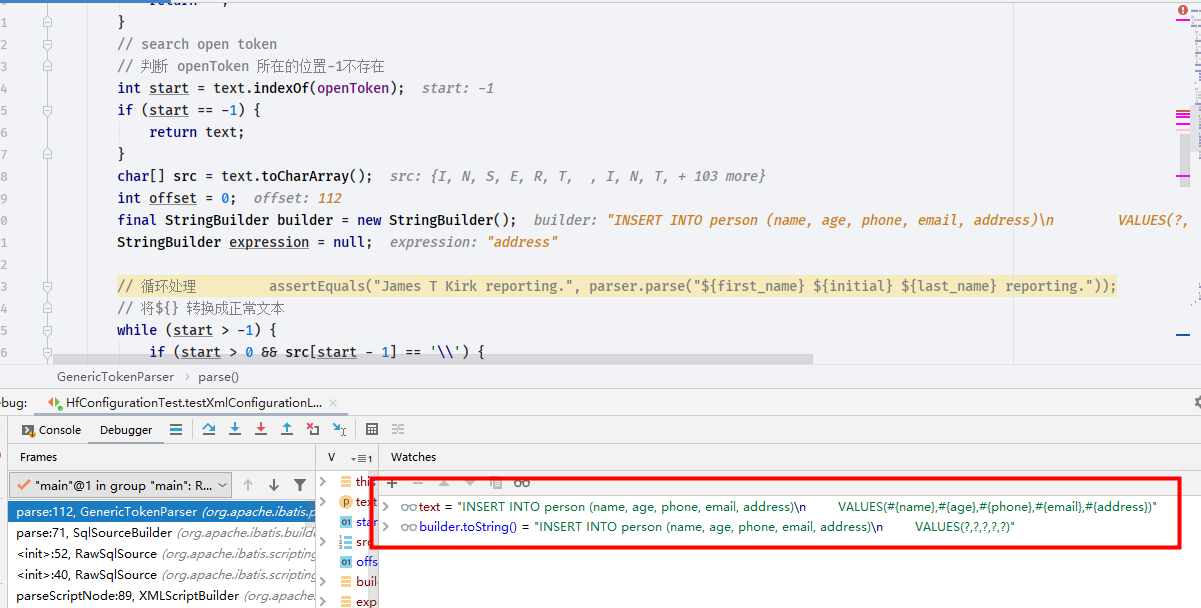 1 }
2 // search open token
3 // 判断 openToken 所在的位置-1不存在
4 int start = text.indexOf(openToken); start: -1
5 if (start == -1) {
6 return text;
7 }
8 char[] src = text.toCharArray(); src: {I, N, S, E, R, T,  , I, N, T, + 103 more}
9 int offset = 0; offset: 112
0 final StringBuilder builder = new StringBuilder(); builder: "INSERT INTO person (name, age, phone, email, address)\n VALUES(?,
1 StringBuilder expression = null; expression: "address"
2
3 // 循环处理 assertEquals("James T Kirk reporting.", parser.parse("${first_name} ${initial} ${last_name} reporting."));
4 // 将${} 转换成正常文本
5 while (start > -1) {
6 if (start > 0 && src[start - 1] == '\\') {
GenericTokenParser › parse()
bug: HfConfigurationTest.testXmlConfigurationL... ×
Console Debugger
Frames V 1 Watches
"main"@1 in group "main": R...
parse:112, GenericTokenParser (org.apache.ibatis.p
parse:71, SqlSourceBuilder (org.apache.ibatis.build
<init>:52, RawSqlSource (org.apache.ibatis.scripting
<init>:40, RawSqlSource (org.apache.ibatis.scripting
parseScriptNode:89, XMLScriptBuilder (org.apache
this
text
star
src
offs
buil
exp
text = "INSERT INTO person (name, age, phone, email, address)\n VALUES(#{name},#{age},#{phone},#{email},#{address})"
builder.toString() = "INSERT INTO person (name, age, phone, email, address)\n VALUES(?,?,?,?,?)"